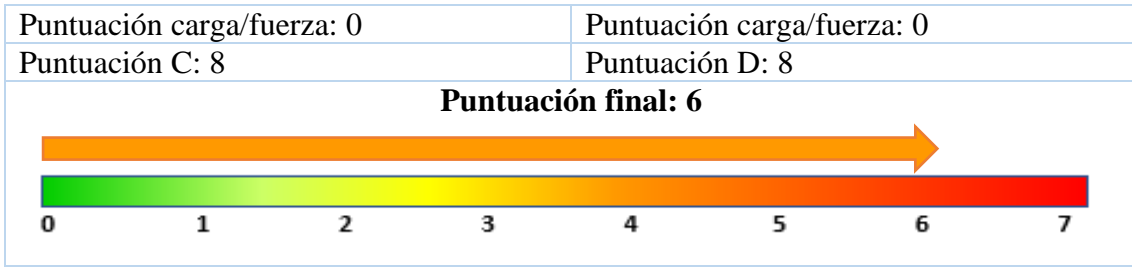 Puntuación carga/fuerza: 0 Puntuación carga/fuerza: 0
Puntuación C: 8 Puntuación D: 8
Puntuación final: 6
0 1 2 3 4 5 6 7